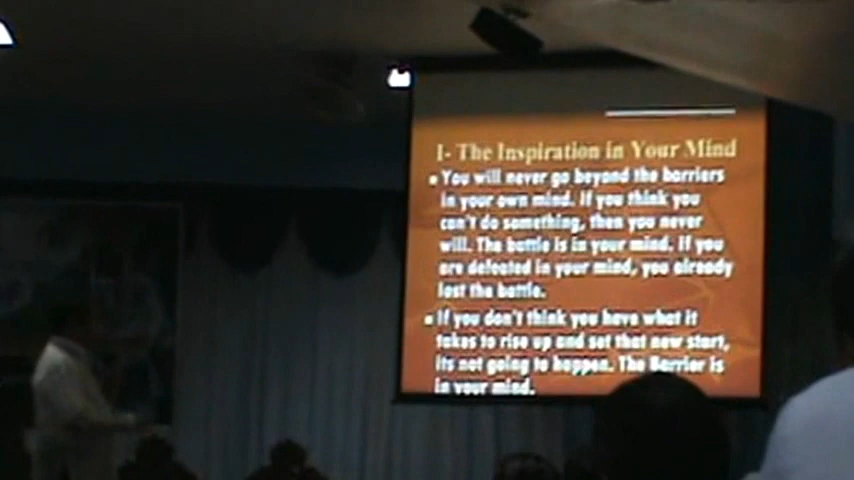 I- The Inspiration in Your Mind
You will never go beyond the barriers
in your own mind. If you think you
can't do something, then you never
will. The battle is in your mind. If you
are defeated in your mind, you already
lost the battle.
If you don't think you have what it
takes to rise up and set that new start,
its not going to happen. The Barrier is
in your mind.